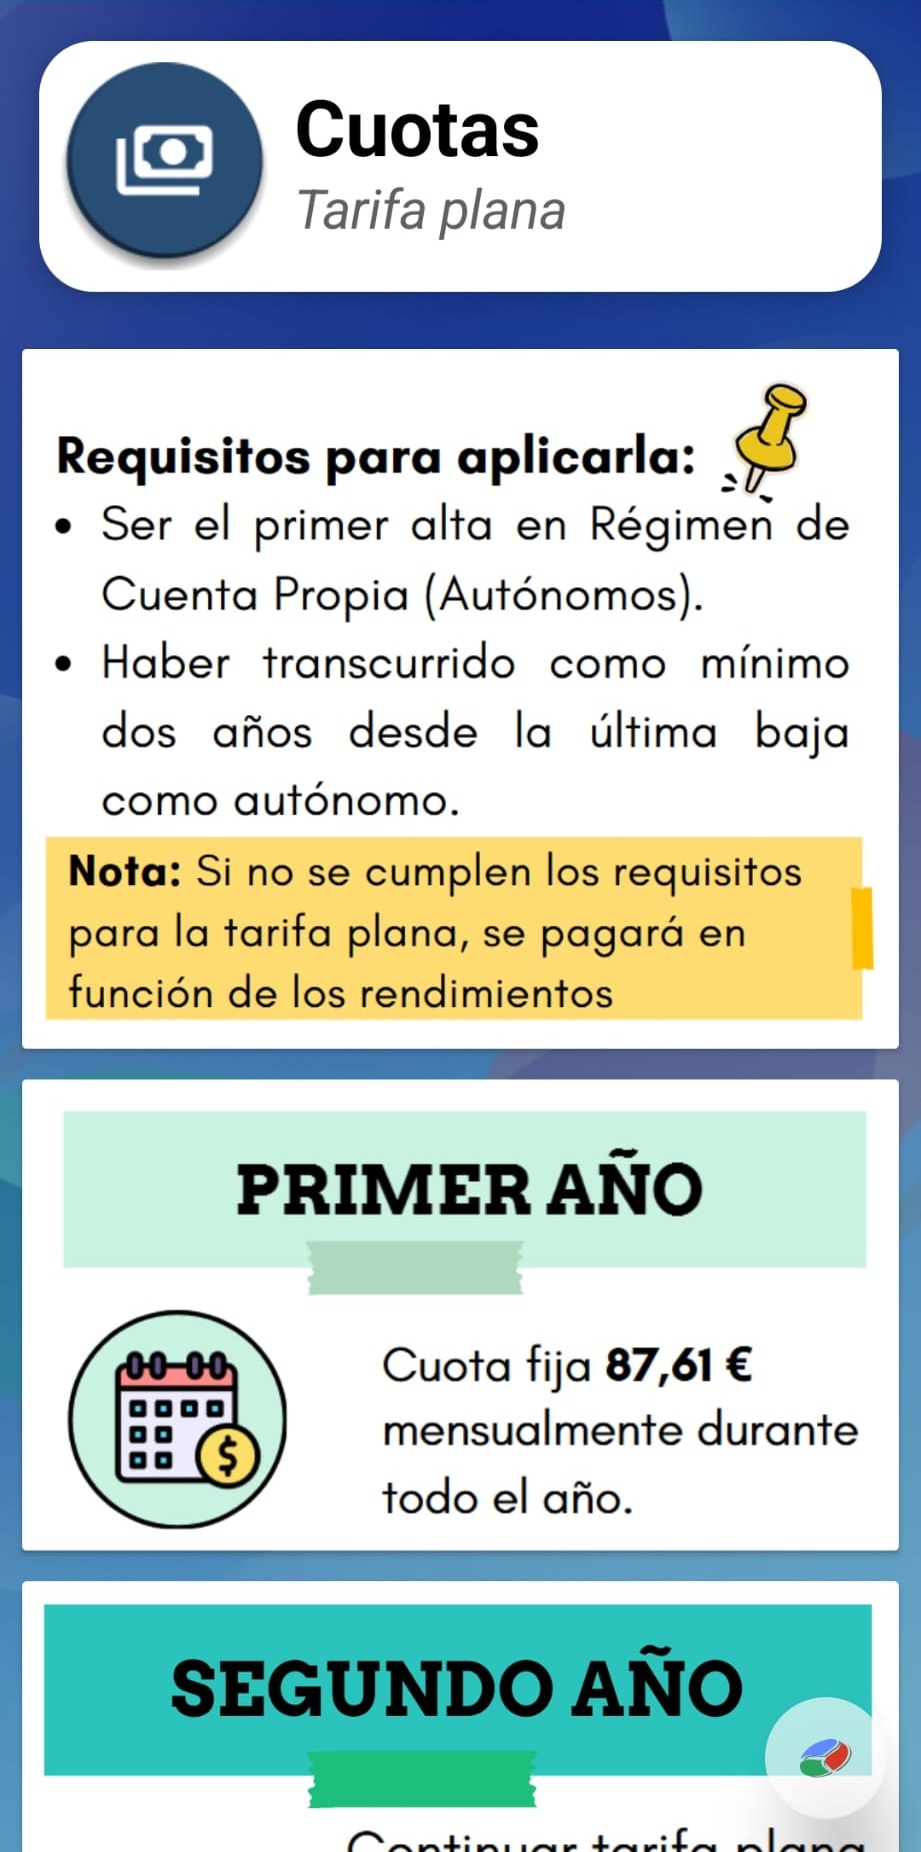 Cuotas
Tarifa plana
Requisitos para aplicarla:
• Ser el primer alta en Régimen de
Cuenta Propia (Autónomos).
• Haber transcurrido como mínimo
dos años desde la última baja
como autónomo.
Nota: Si no se cumplen los requisitos
para la tarifa plana, se pagará en
función de los rendimientos
PRIMER AÑO
Cuota fija 87,61 €
mensualmente durante
todo el año.
SEGUNDO AÑO
Continuar tarifa plana